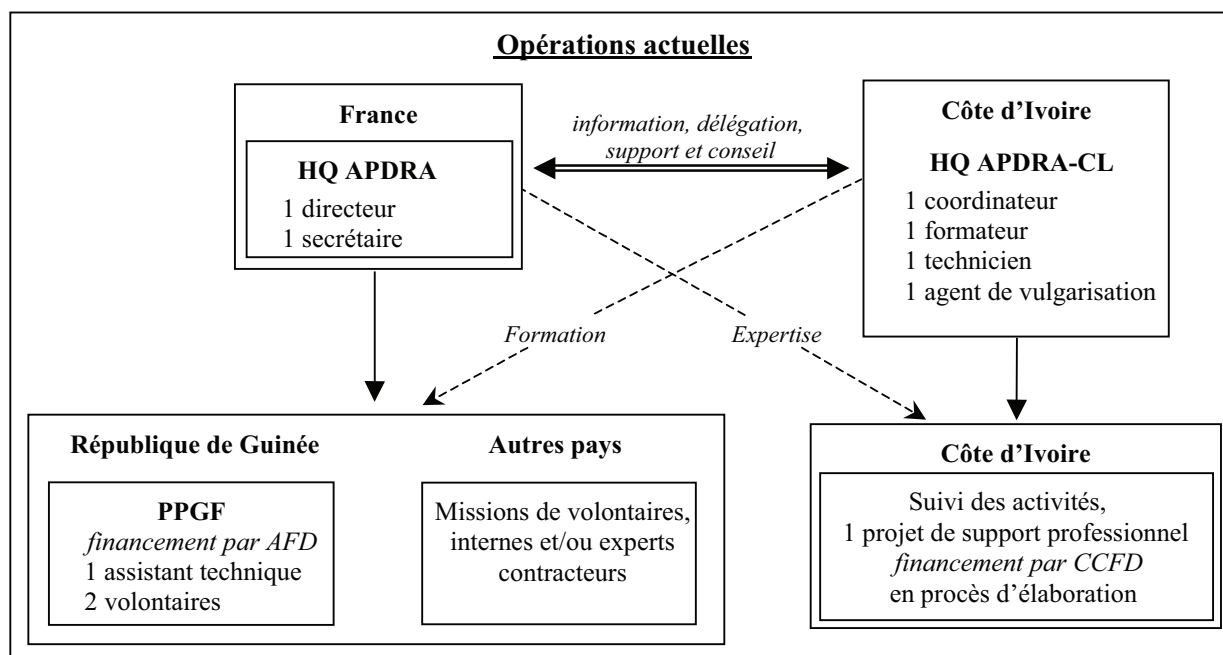 Opérations actuelles
France
HQ APDRA
1 directeur
1 secrétaire
information, délégation,
support et conseil
Côte d’Ivoire
HQ APDRA-CL
1 coordinateur
1 formateur
1 technicien
1 agent de vulgarisation
Formation
Expertise
République de Guinée
PPGF
financement par AFD
1 assistant technique
2 volontaires
Autres pays
Missions de volontaires,
internes et/ou experts
contracteurs
Côte d’Ivoire
Suivi des activités,
1 projet de support professionnel
financement par CCFD
en procès d’élaboration